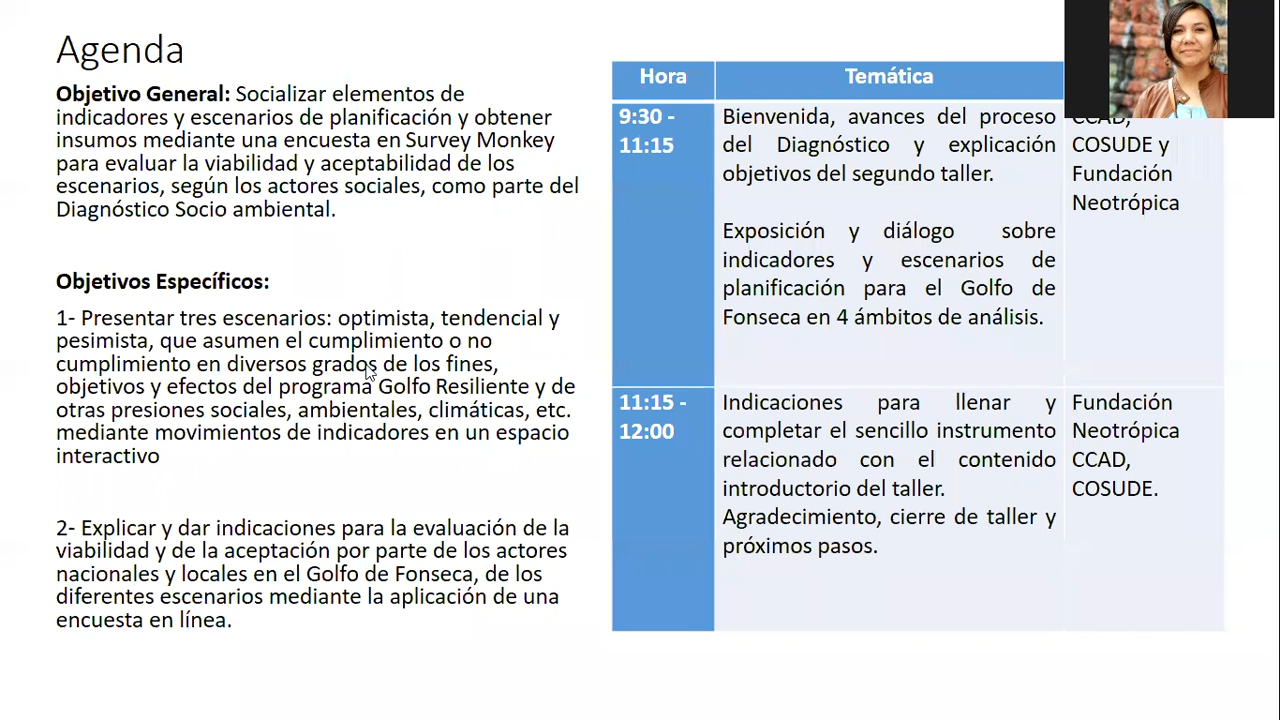 Agenda
Objetivo General: Socializar elementos de
indicadores y escenarios de planificación y obtener
insumos mediante una encuesta en Survey Monkey
para evaluar la viabilidad y aceptabilidad de los
escenarios, según los actores sociales, como parte del
Diagnóstico Socio ambiental.
Objetivos Específicos:
1- Presentar tres escenarios: optimista, tendencial y
pesimista, que asumen el cumplimiento o no
cumplimiento en diversos grados de los fines,
objetivos y efectos del programa Golfo Resiliente y de
otras presiones sociales, ambientales, climáticas, etc.
mediante movimientos de indicadores en un espacio
interactivo
2- Explicar y dar indicaciones para la evaluación de la
viabilidad y de la aceptación por parte de los actores
nacionales y locales en el Golfo de Fonseca, de los
diferentes escenarios mediante la aplicación de una
encuesta en línea.
Hora
Temática
9:30 -
11:15
Bienvenida, avances del proceso
del Diagnóstico y explicación
objetivos del segundo taller.
Exposición y diálogo sobre
indicadores y escenarios de
planificación para el Golfo de
Fonseca en 4 ámbitos de análisis.
CCAD,
COSUDE y
Fundación
Neotrópica
11:15 -
12:00
Indicaciones para llenar y
completar el sencillo instrumento
relacionado con el contenido
introductorio del taller.
Agradecimiento, cierre de taller y
próximos pasos.
Fundación
Neotrópica
CCAD,
COSUDE.